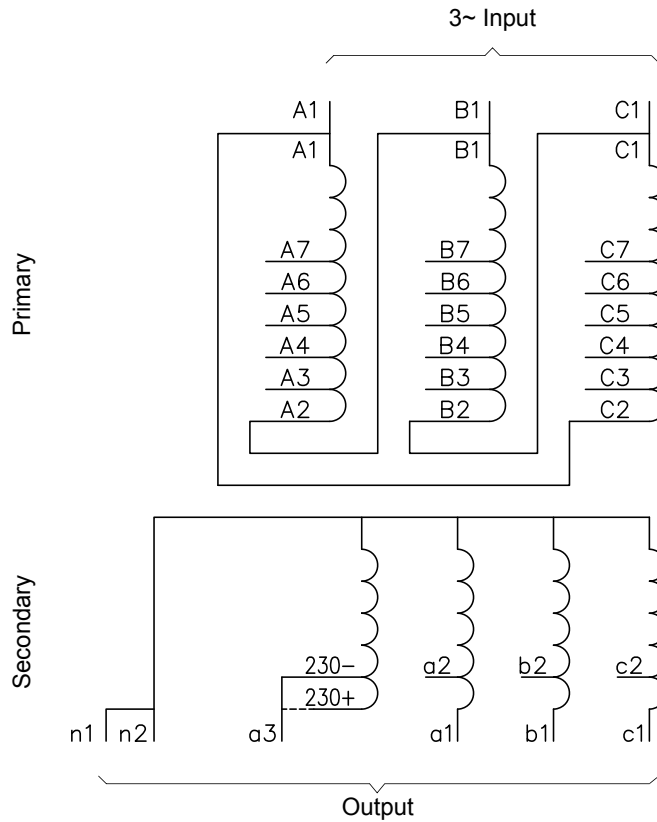 3~ Input
A1 B1 C1
A1 B1 C1
A7 B7 C7
A6 B6 C6
A5 B5 C5
A4 B4 C4
A3 B3 C3
A2 B2 C2
Primary
230- a2 b2 c2
230+
n1 n2 a3 a1 b1 c1
Secondary
Output